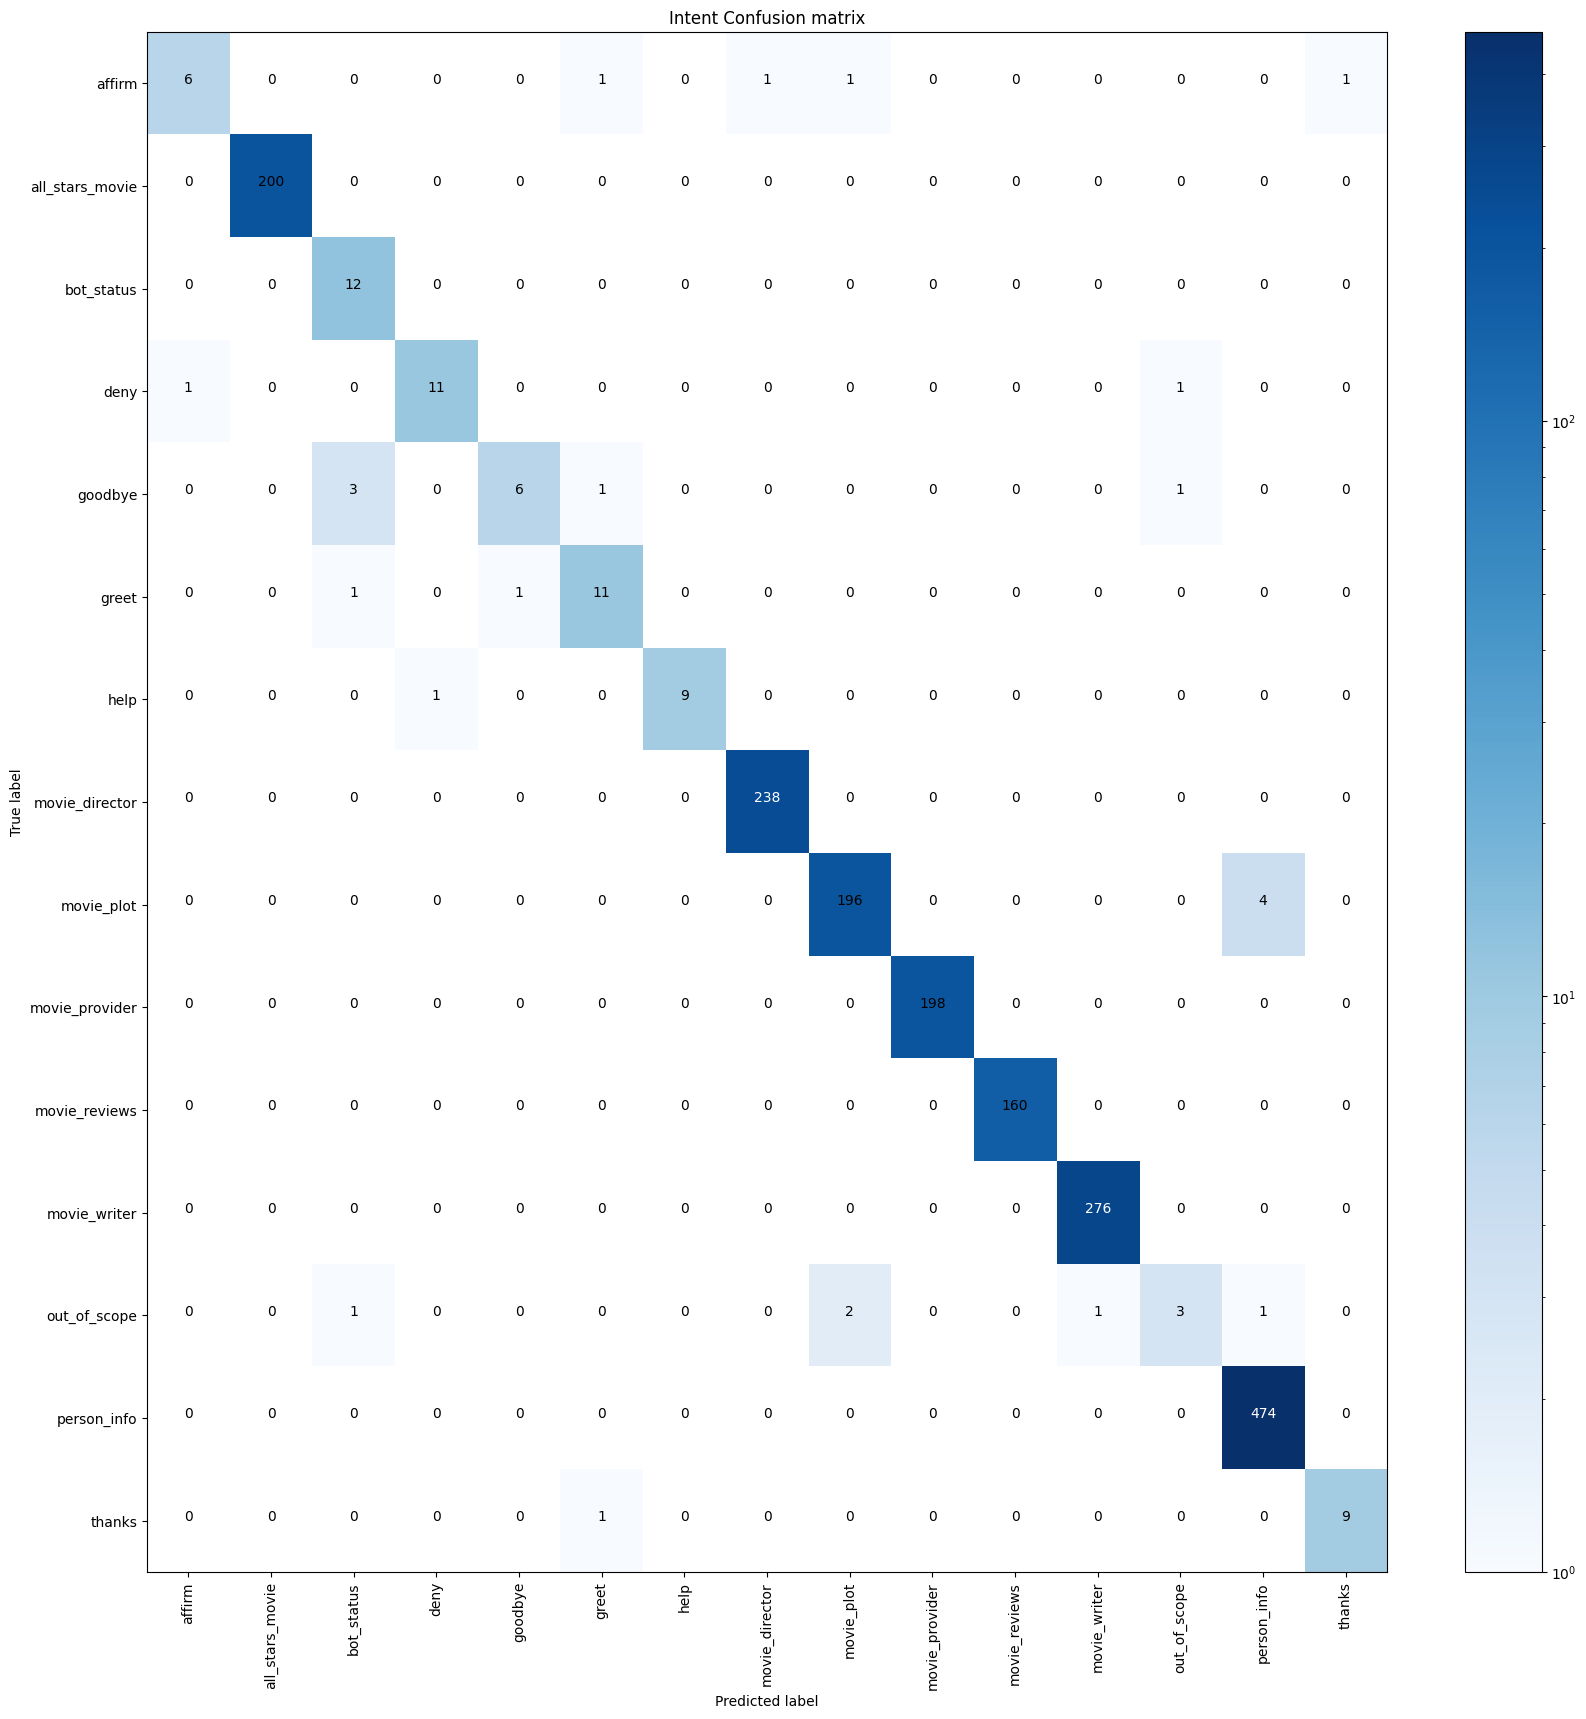 Intent Confusion matrix
affirm 6 0 0 0 0 1 0 1 1 0 0 0 0 0 1
all_stars_movie 0 200 0 0 0 0 0 0 0 0 0 0 0 0 0
bot_status 0 0 12 0 0 0 0 0 0 0 0 0 0 0 0
deny 1 0 0 11 0 0 0 0 0 0 0 0 1 0 0
goodbye 0 0 3 0 6 1 0 0 0 0 0 0 1 0 0
greet 0 0 1 0 1 11 0 0 0 0 0 0 0 0 0
help 0 0 0 1 0 0 9 0 0 0 0 0 0 0 0
movie_director 0 0 0 0 0 0 0 238 0 0 0 0 0 0 0
movie_plot 0 0 0 0 0 0 0 0 196 0 0 0 0 4 0
movie_provider 0 0 0 0 0 0 0 0 0 198 0 0 0 0 0
movie_reviews 0 0 0 0 0 0 0 0 0 0 160 0 0 0 0
movie_writer 0 0 0 0 0 0 0 0 0 0 0 276 0 0 0
out_of_scope 0 0 1 0 0 0 0 0 2 0 0 1 3 1 0
person_info 0 0 0 0 0 0 0 0 0 0 0 0 0 474 0
thanks 0 0 0 0 0 1 0 0 0 0 0 0 0 0 9
True label
affirm
all_stars_movie
bot_status
deny
goodbye
greet
help
movie_director
movie_plot
movie_provider
movie_reviews
movie_writer
out_of_scope
person_info
thanks
Predicted label
10²
10¹
10⁰